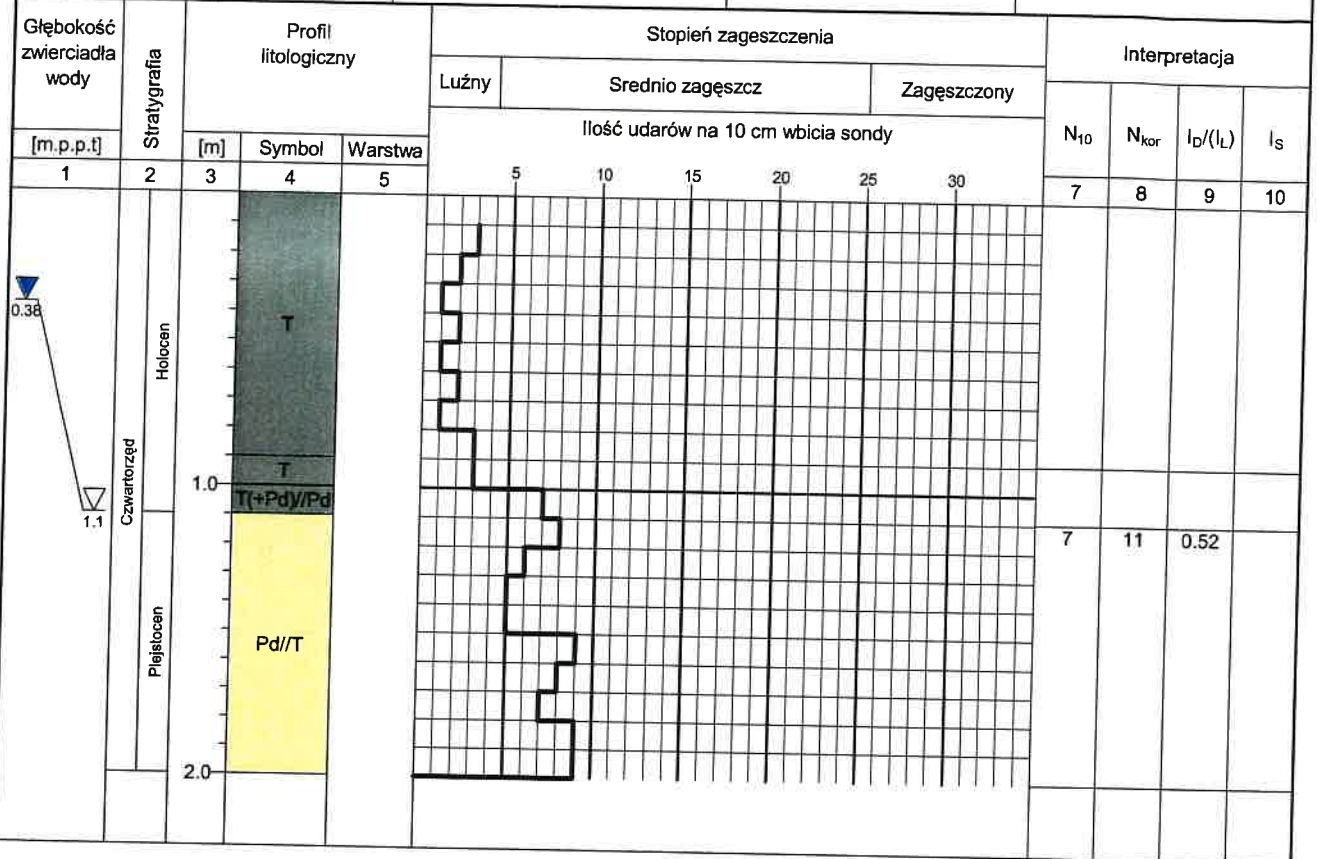 Głębokość zwierciadła wody
[m.p.p.t]
1
Stratygrafia
2
Profil litologiczny
[m]
3
Symbol
4
Warstwa
5
Stopień zageszczenia
Luźny
Srednio zagęszcz
Zagęszczony
Ilość udarów na 10 cm wbicia sondy
5 10 15 20 25 30
Interpretacja
N10
7
Nkor
8
ID/(IL)
9
IS
10
0.38
1.1
Czwartorzęd
Holocen
Plejstocen
1.0
2.0
T
T
T(+Pd)//Pd
Pd//T
7 11 0.52